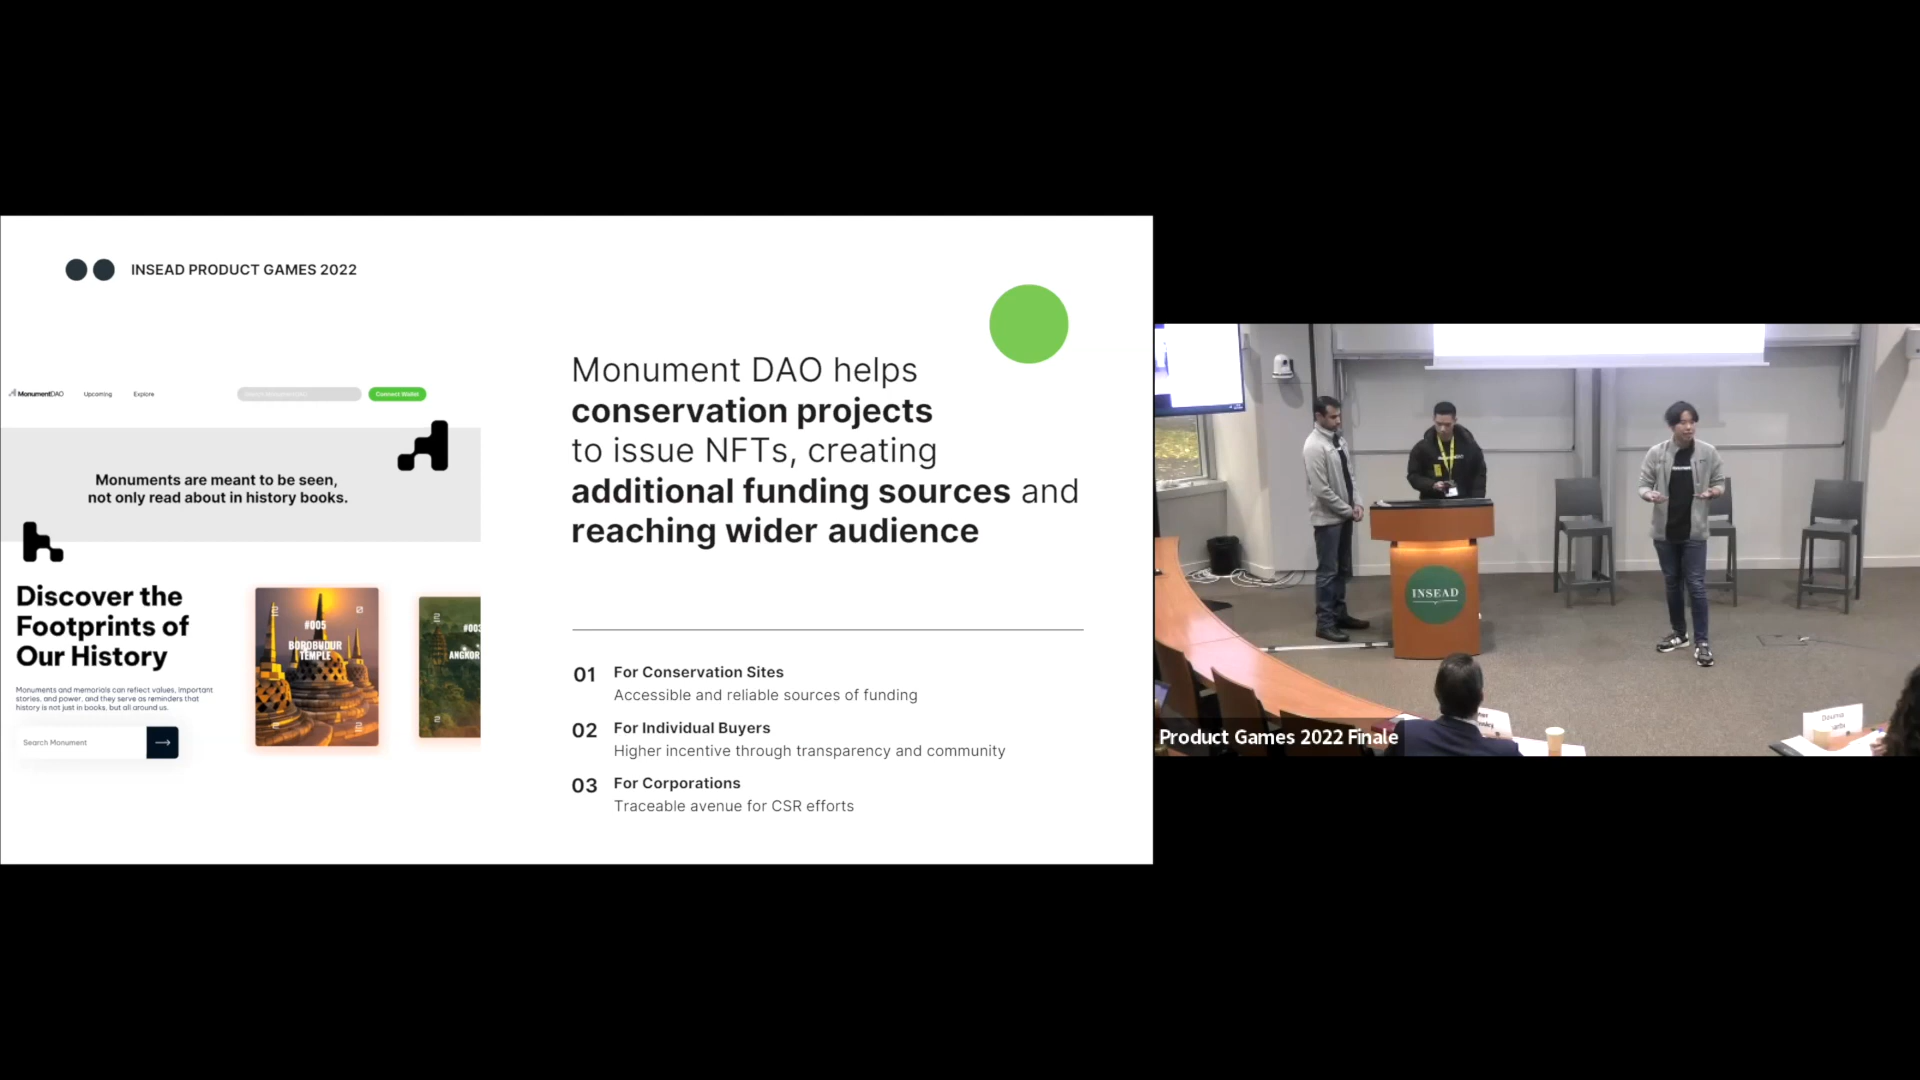 INSEAD PRODUCT GAMES 2022
MonumentDAO
Upcoming
Explore
Connect Wallet
Monuments are meant to be seen,
not only read about in history books.
Discover the
Footprints of
Our History
Monuments and memorials can reflect values, important
stories, and power, and they serve as reminders that
history is not just in books, but all around us.
Search Monument
#005
BOROBUDUR
TEMPLE
#003
ANGKOR
Monument DAO helps
conservation projects
to issue NFTs, creating
additional funding sources and
reaching wider audience
01 For Conservation Sites
Accessible and reliable sources of funding
02 For Individual Buyers
Higher incentive through transparency and community
03 For Corporations
Traceable avenue for CSR efforts
INSEAD
Product Games 2022 Finale